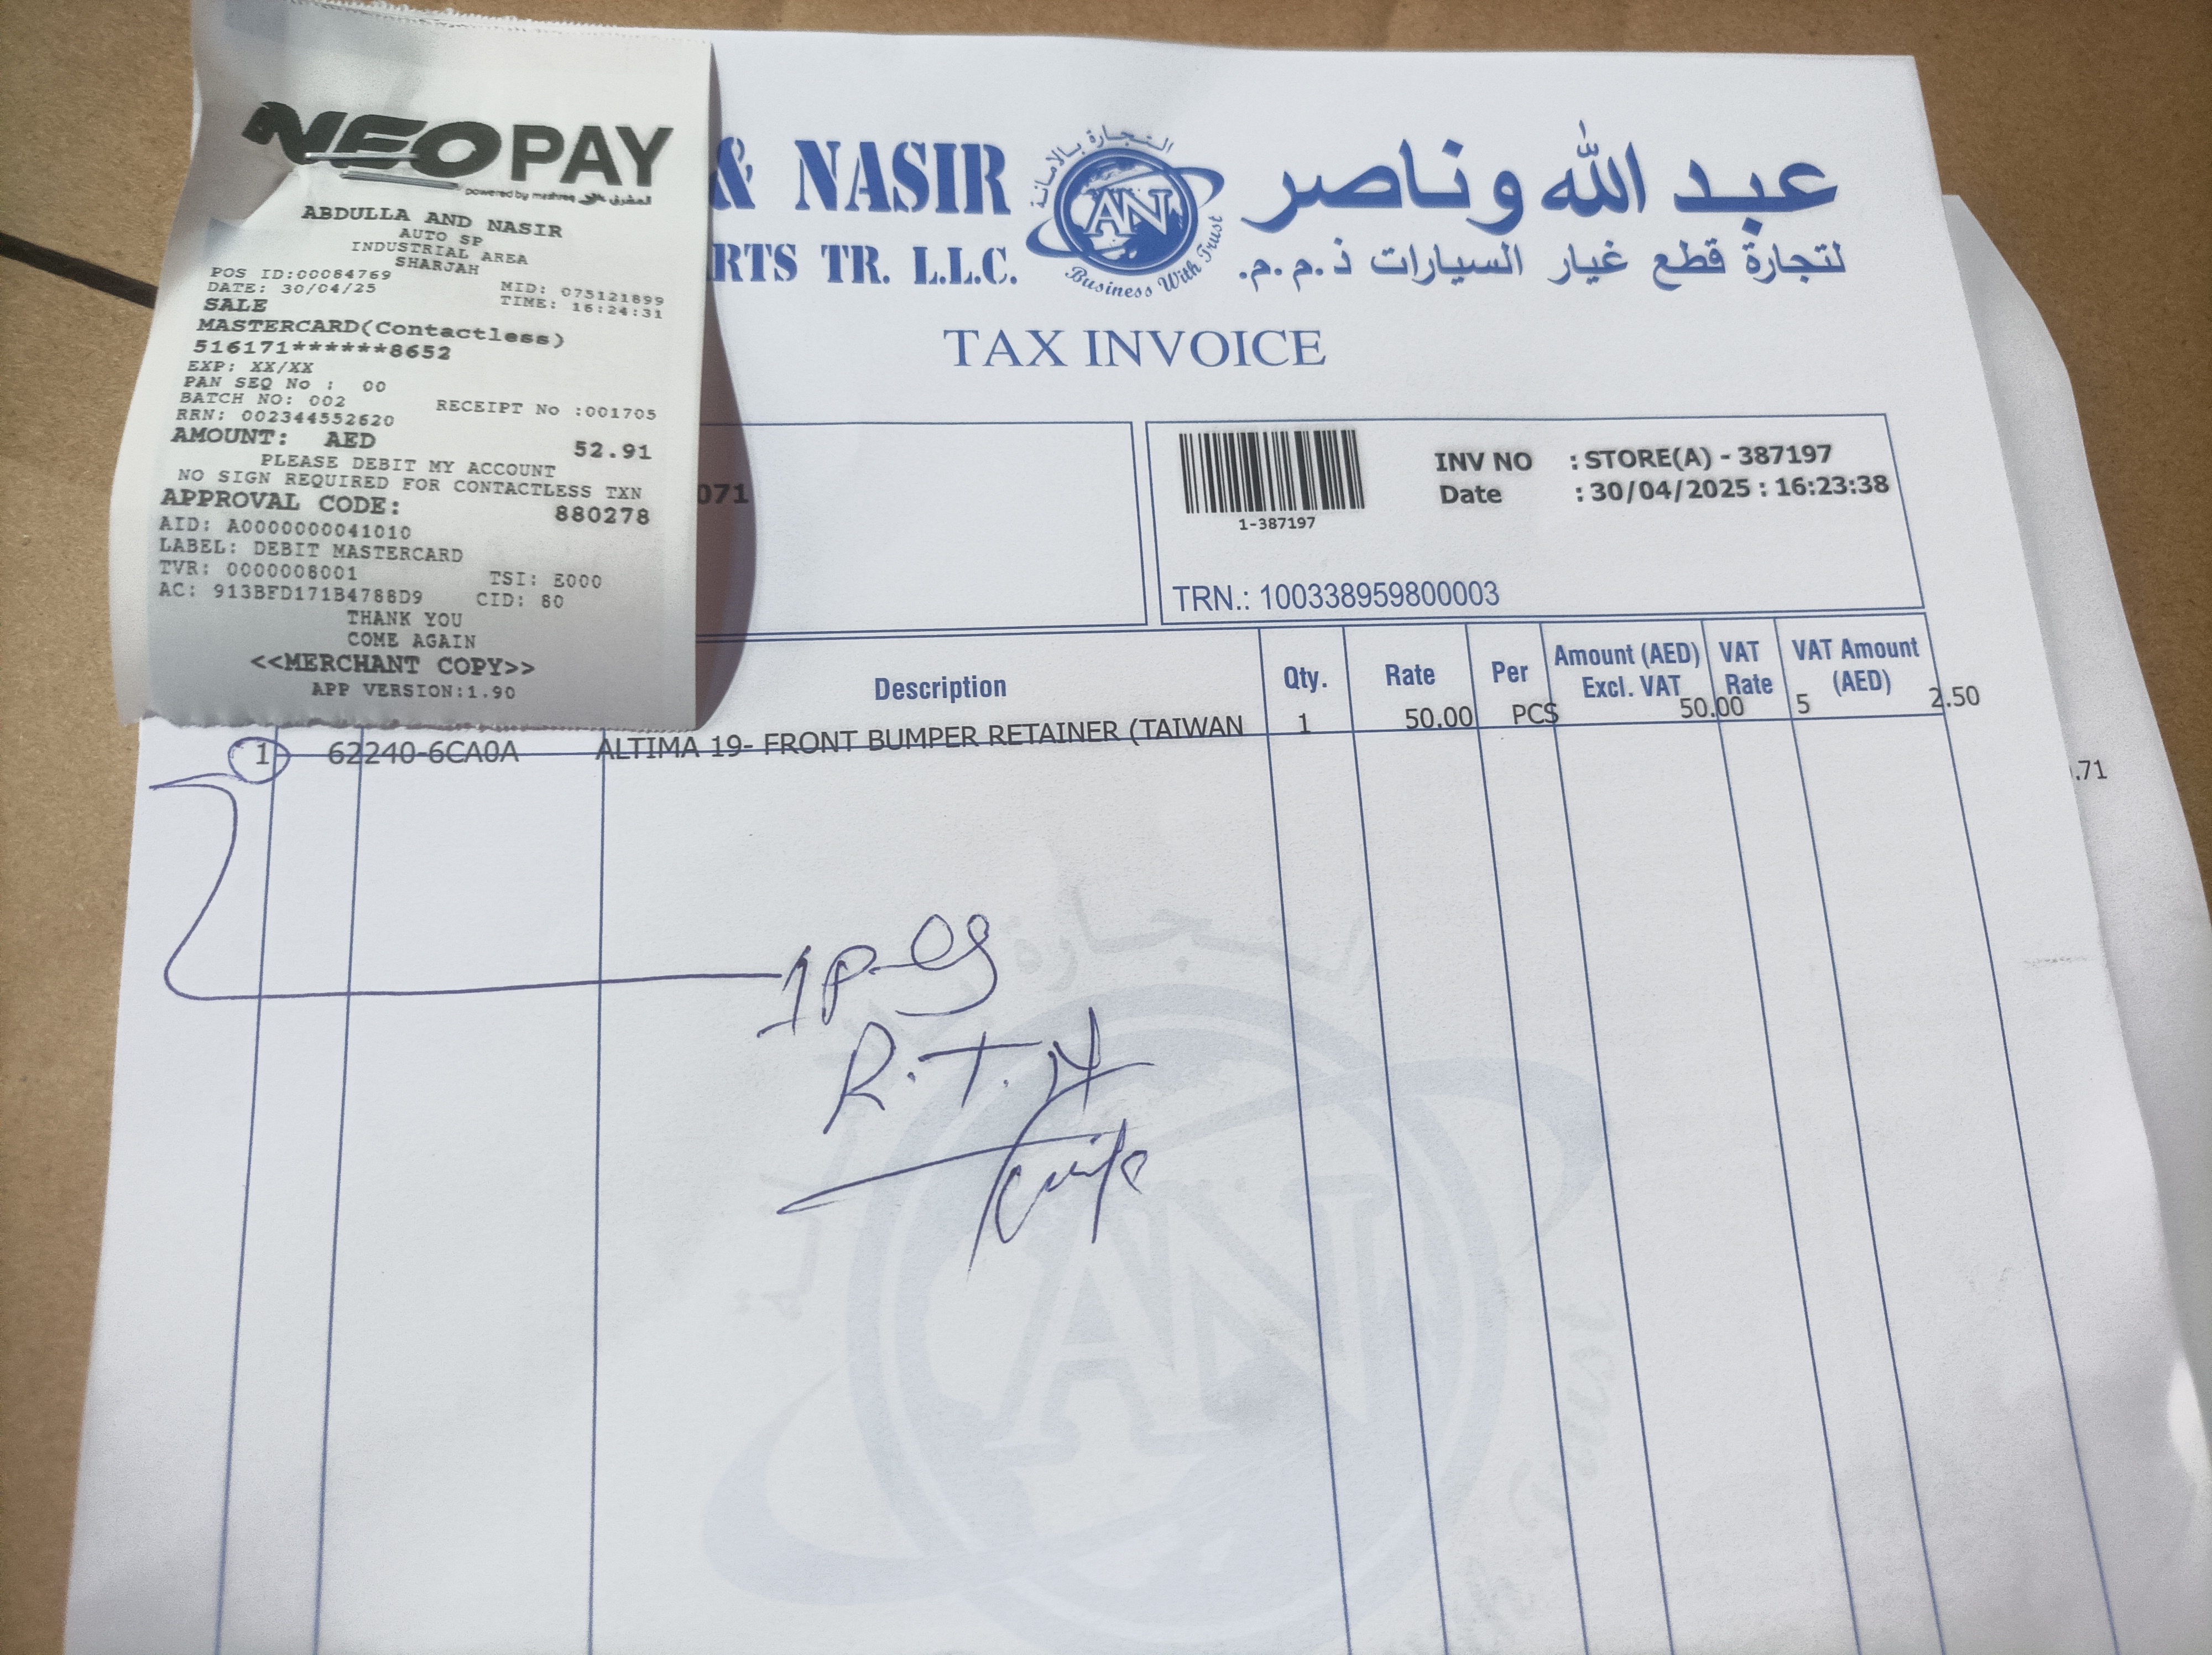 NEOPAY
powered by mashreq المشرق
ABDULLA AND NASIR
AUTO SP
INDUSTRIAL AREA
SHARJAH
POS ID:00084769 MID: 075121899
DATE: 30/04/25 TIME: 16:24:31
SALE
MASTERCARD(Contactless)
516171******8652
EXP: XX/XX
PAN SEQ No : 00
BATCH NO: 002 RECEIPT No :001705
RRN: 002344552620
AMOUNT: AED 52.91
PLEASE DEBIT MY ACCOUNT
NO SIGN REQUIRED FOR CONTACTLESS TXN
APPROVAL CODE: 880278
AID: A0000000041010
LABEL: DEBIT MASTERCARD
TVR: 0000008001 TSI: E000
AC: 913BFD171B4788D9 CID: 80
THANK YOU
COME AGAIN
<<MERCHANT COPY>>
APP VERSION:1.90
& NASIR
RTS TR. L.L.C.
التجارة بالامانة
AN
Business With Trust
عبد الله وناصر
لتجارة قطع غيار السيارات ذ.م.م.
TAX INVOICE
071
1-387197
INV NO : STORE(A) - 387197
Date : 30/04/2025 : 16:23:38
TRN.: 100338959800003
Description Qty. Rate Per Amount (AED) Excl. VAT VAT Rate VAT Amount (AED)
1 62240-6CA0A ALTIMA 19- FRONT BUMPER RETAINER (TAIWAN 1 50.00 PCS 50.00 5 2.50
.71
R.T.N
التجارة
AN